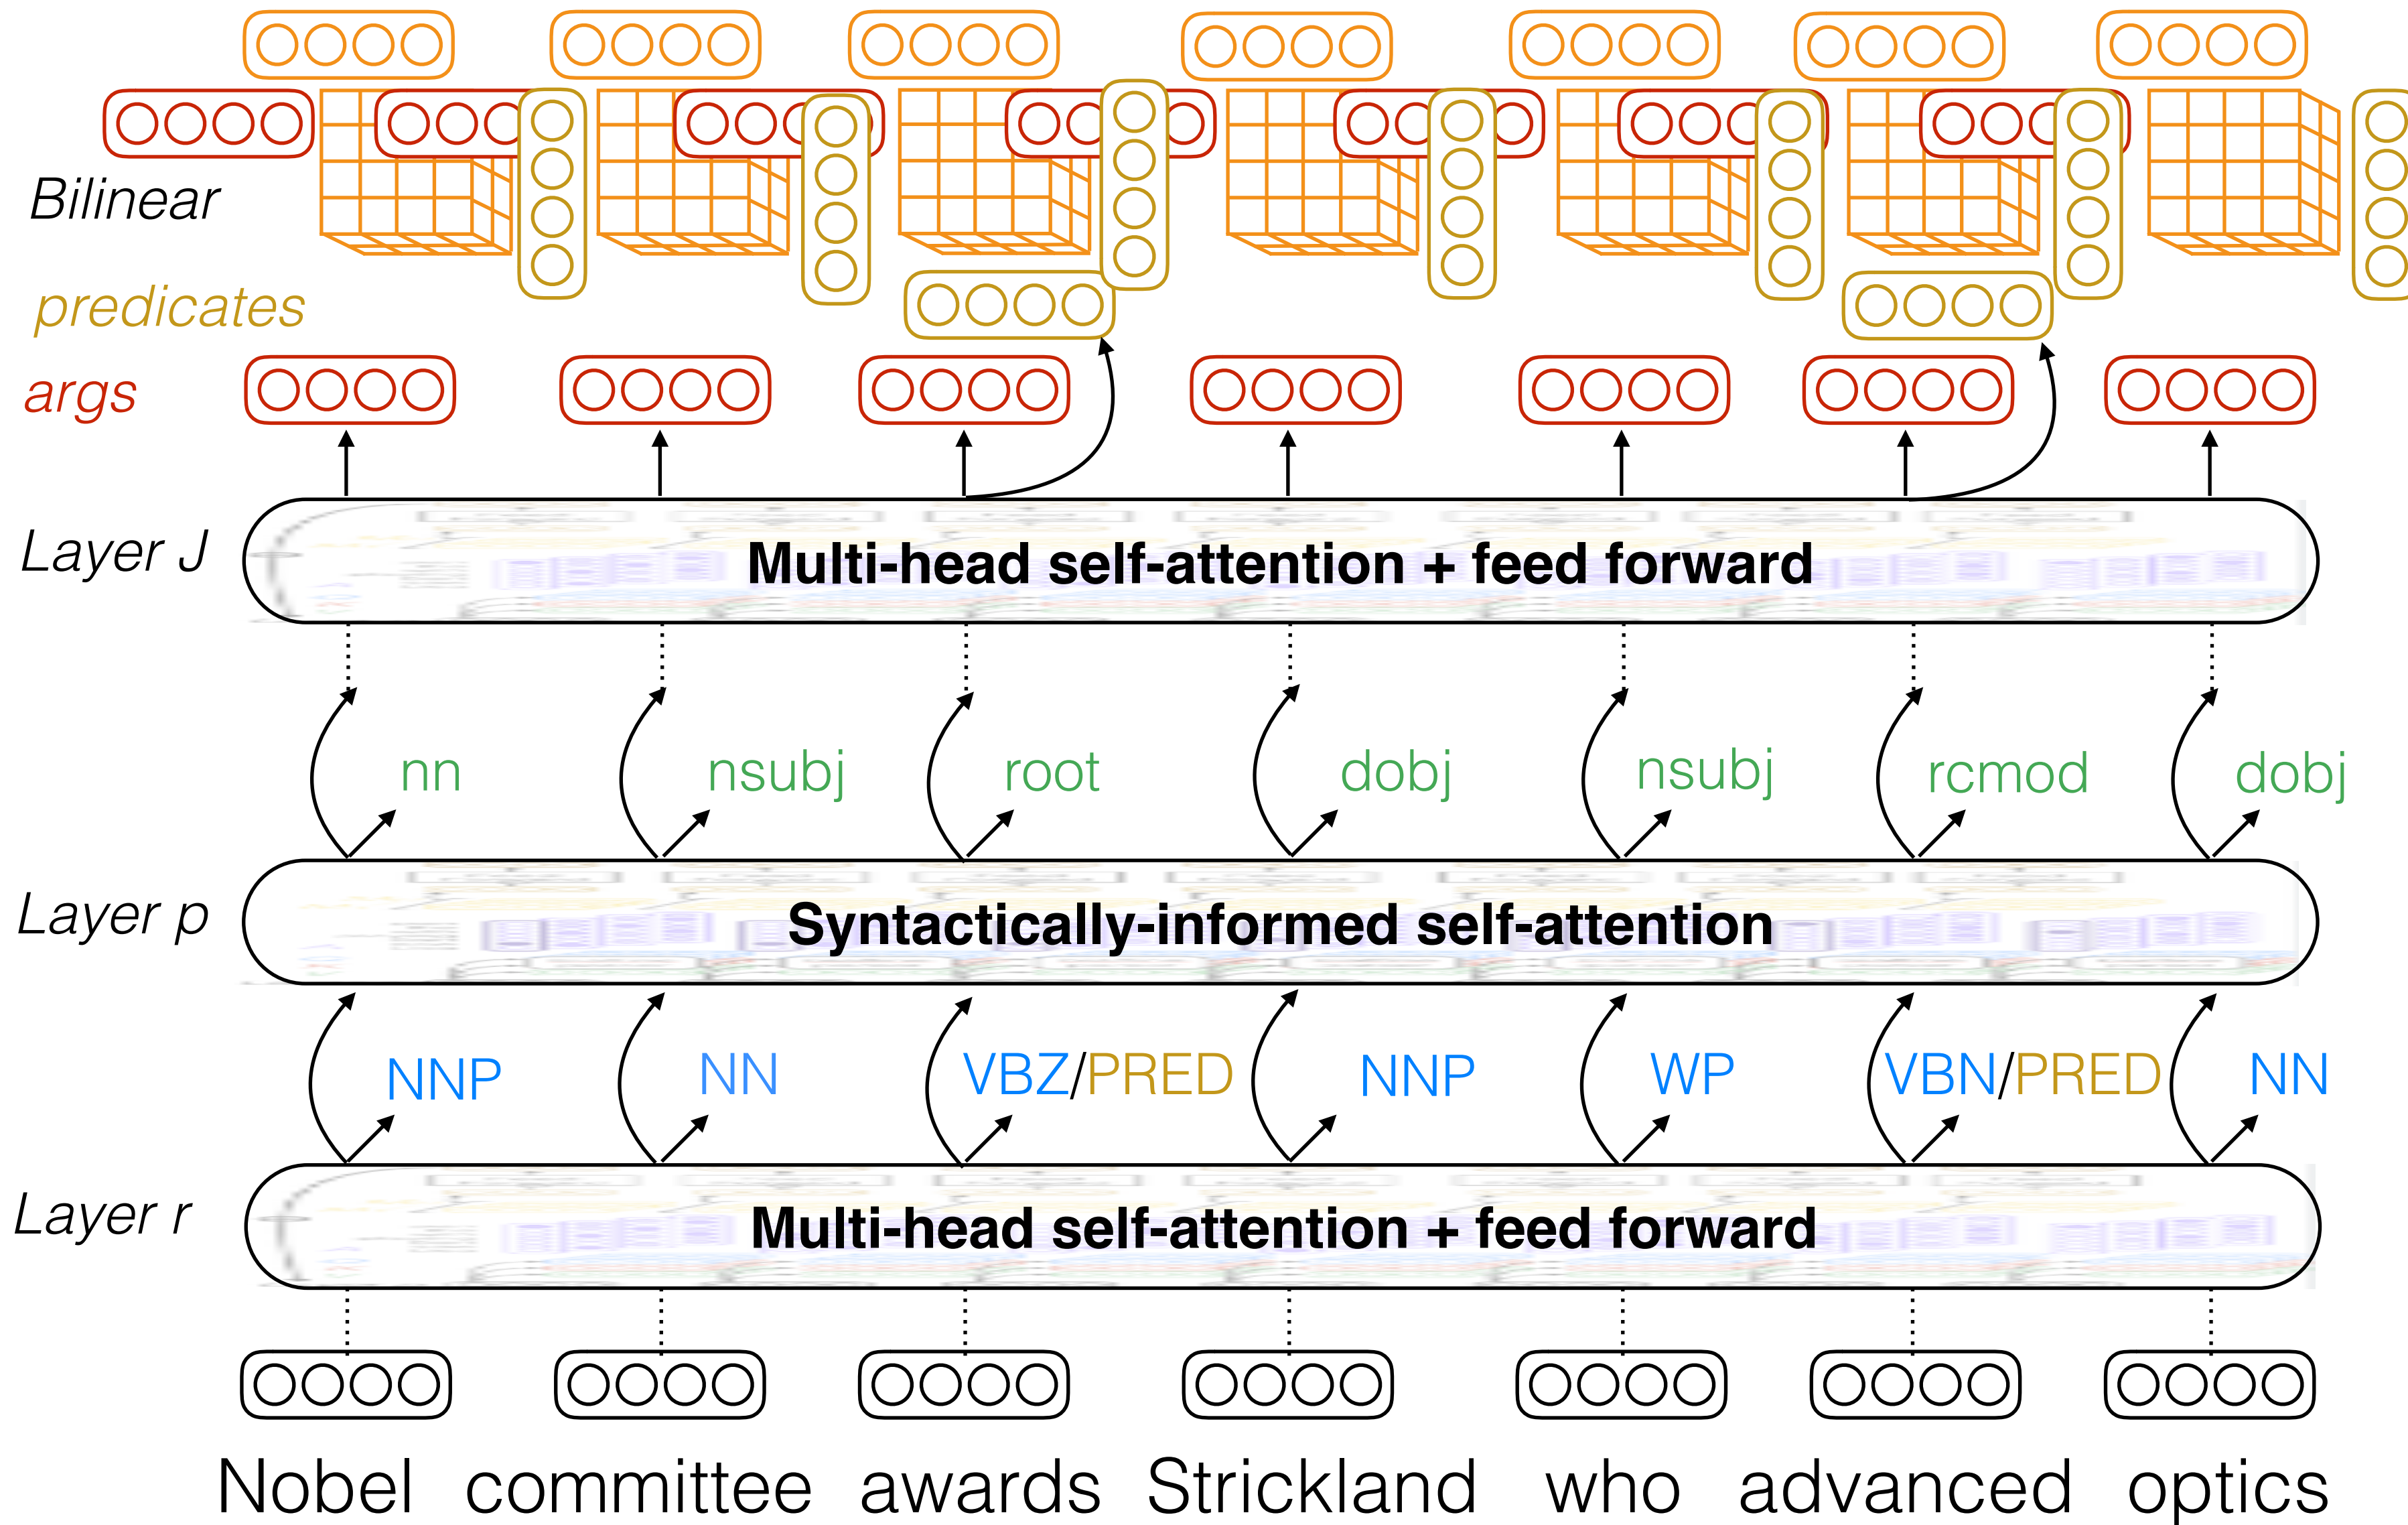 Bilinear
predicates
args
Layer J Multi-head self-attention + feed forward
nn nsubj root dobj nsubj rcmod dobj
Layer p Syntactically-informed self-attention
NNP NN VBZ/PRED NNP WP VBN/PRED NN
Layer r Multi-head self-attention + feed forward
Nobel committee awards Strickland who advanced optics